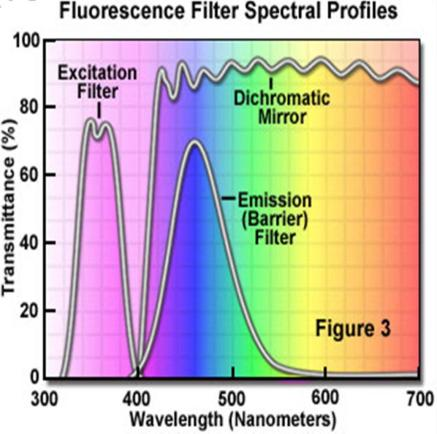 Fluorescence Filter Spectral Profiles
100
80
60
40
20
0
Transmittance (%)
Excitation
Filter
Dichromatic
Mirror
Emission
(Barrier)
Filter
Figure 3
300 400 500 600 700
Wavelength (Nanometers)